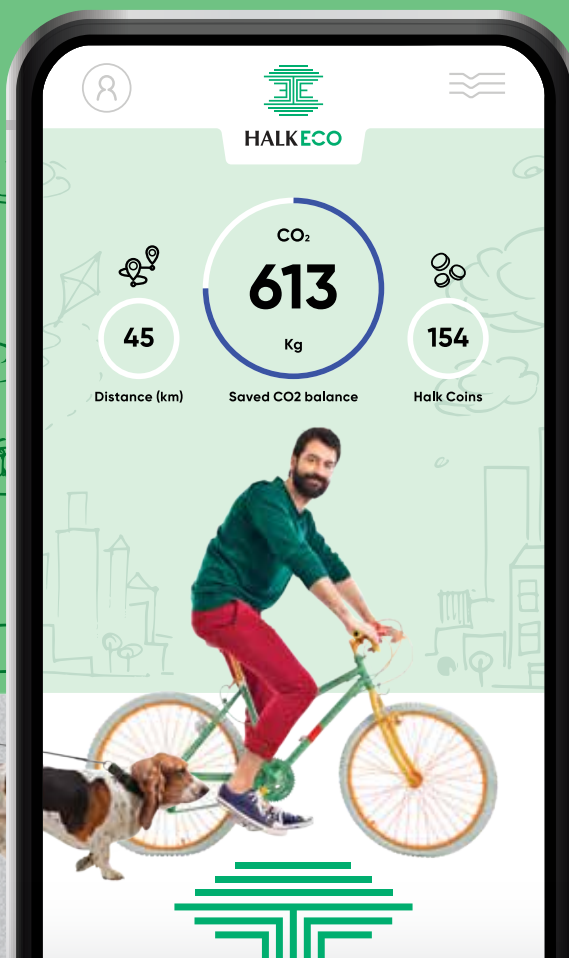 HALKECO
CO₂
613
Kg
45
154
Distance (km)
Saved CO2 balance
Halk Coins